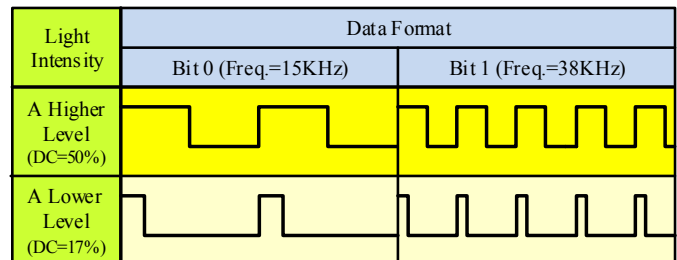 Light
Intensity
Data Format
Bit 0 (Freq.=15KHz)
Bit 1 (Freq.=38KHz)
A Higher
Level
(DC=50%)
A Lower
Level
(DC=17%)